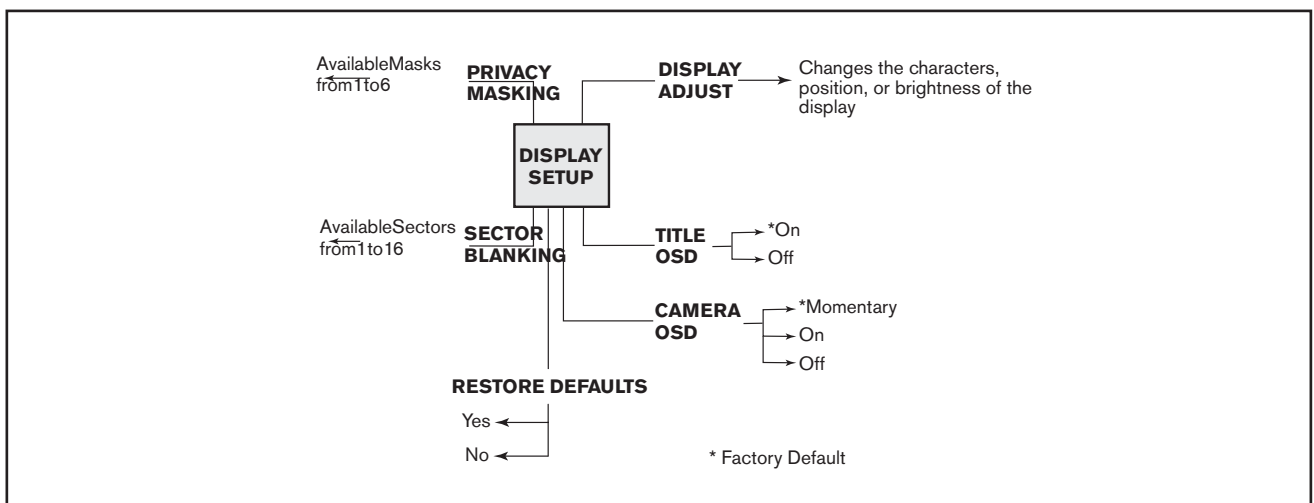 AvailableMasks
from1to6
PRIVACY
MASKING
DISPLAY
ADJUST
Changes the characters,
position, or brightness of the
display
DISPLAY
SETUP
AvailableSectors
from1to16
SECTOR
BLANKING
TITLE
OSD
*On
Off
CAMERA
OSD
*Momentary
On
Off
RESTORE DEFAULTS
Yes
No
* Factory Default